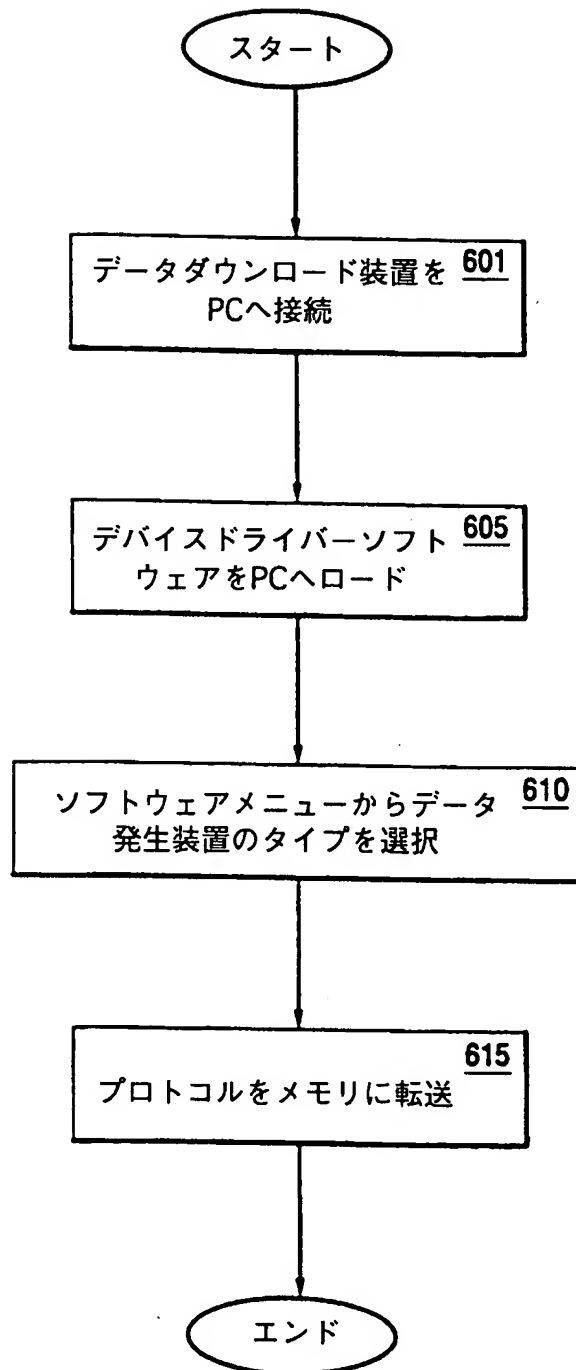 スタート
データダウンロード装置を 601
PCへ接続
デバイスドライバーソフト 605
ウェアをPCへロード
ソフトウェアメニューからデータ 610
発生装置のタイプを選択
615
プロトコルをメモリに転送
エンド